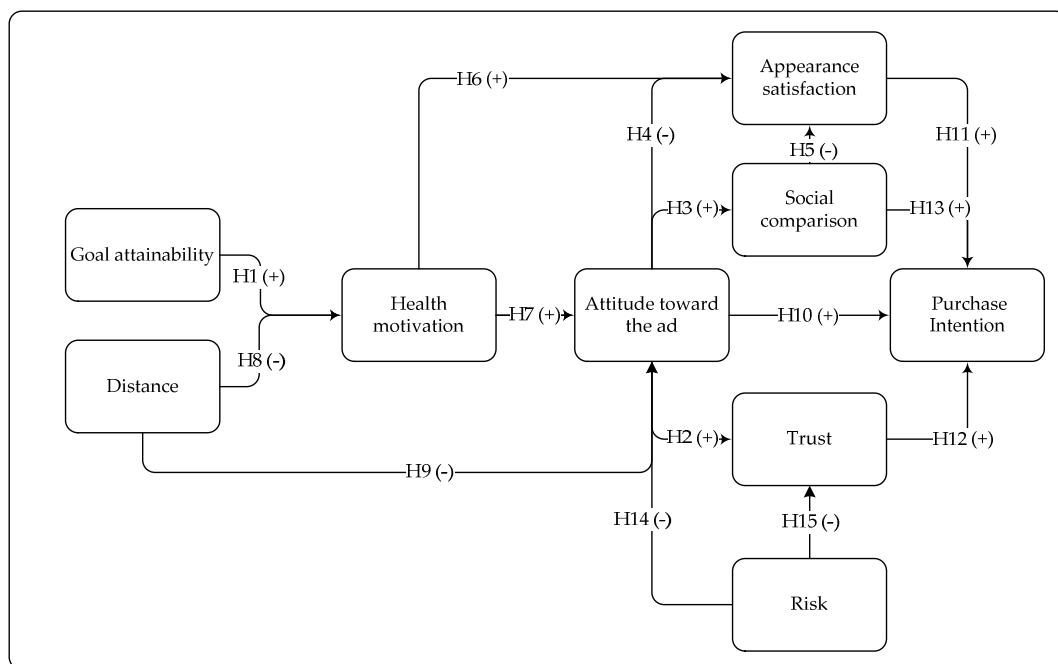 Appearance
satisfaction
H6 (+)
H4 (-)
H11 (+)
H5 (-)
Social
comparison
H3 (+)
H13 (+)
Goal attainability
H1 (+)
Health
motivation
H7 (+)
Attitude toward
the ad
H10 (+)
Purchase
Intention
H8 (-)
Distance
H9 (-)
H2 (+)
Trust
H12 (+)
H14 (-)
H15 (-)
Risk